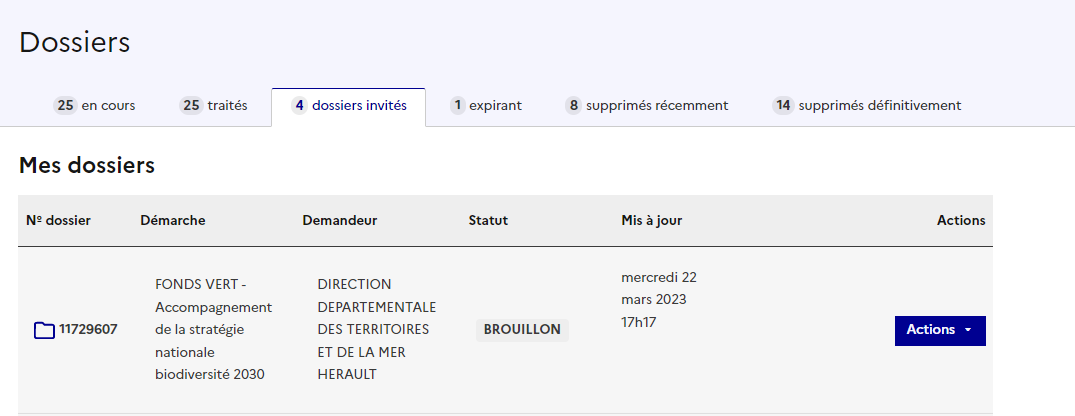 Dossiers
25 en cours
25 traités
4 dossiers invités
1 expirant
8 supprimés récemment
14 supprimés définitivement
Mes dossiers
Nº dossier Démarche Demandeur Statut Mis à jour Actions
11729607
FONDS VERT -
Accompagnement
de la stratégie
nationale
biodiversité 2030
DIRECTION
DEPARTEMENTALE
DES TERRITOIRES
ET DE LA MER
HERAULT
BROUILLON
mercredi 22
mars 2023
17h17
Actions